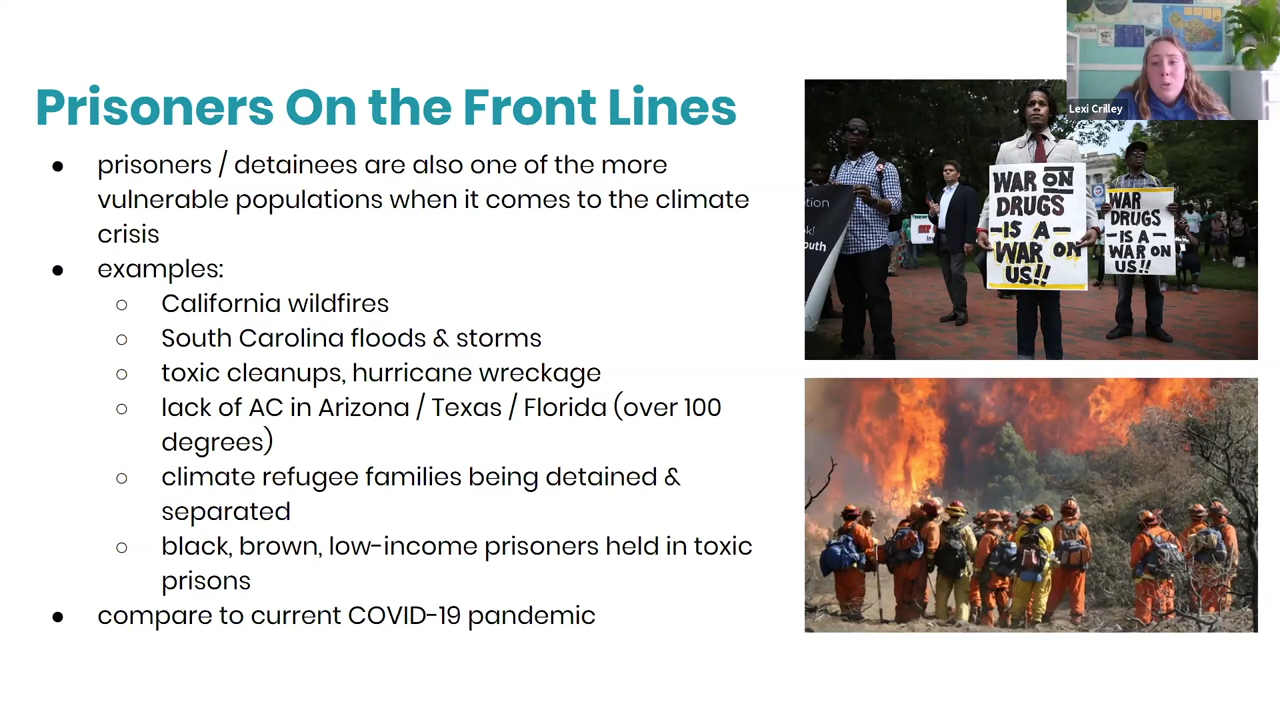 Prisoners On the Front Lines
● prisoners / detainees are also one of the more
vulnerable populations when it comes to the climate
crisis
● examples:
○ California wildfires
○ South Carolina floods & storms
○ toxic cleanups, hurricane wreckage
○ lack of AC in Arizona / Texas / Florida (over 100
degrees)
○ climate refugee families being detained &
separated
○ black, brown, low-income prisoners held in toxic
prisons
● compare to current COVID-19 pandemic
Lexi Crilley
WAR ON
DRUGS
-IS A-
WAR ON
US!!
WAR
DRUGS
-IS A-
WAR ON
US!!